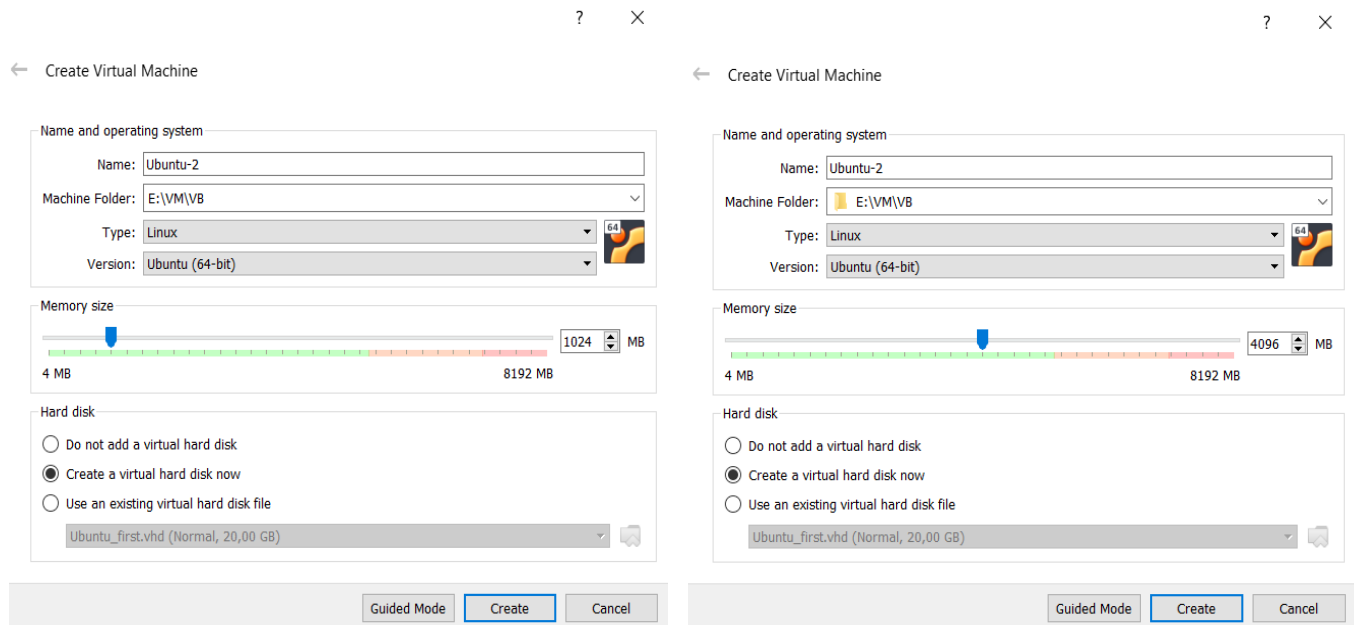 ?
Create Virtual Machine
Name and operating system
Name: Ubuntu-2
Machine Folder: E:\VM\VB
Type: Linux
64
Version: Ubuntu (64-bit)
Memory size
1024 MB
4 MB 8192 MB
Hard disk
Do not add a virtual hard disk
Create a virtual hard disk now
Use an existing virtual hard disk file
Ubuntu_first.vhd (Normal, 20,00 GB)
Guided Mode Create Cancel
?
Create Virtual Machine
Name and operating system
Name: Ubuntu-2
Machine Folder: E:\VM\VB
Type: Linux
64
Version: Ubuntu (64-bit)
Memory size
4096 MB
4 MB 8192 MB
Hard disk
Do not add a virtual hard disk
Create a virtual hard disk now
Use an existing virtual hard disk file
Ubuntu_first.vhd (Normal, 20,00 GB)
Guided Mode Create Cancel